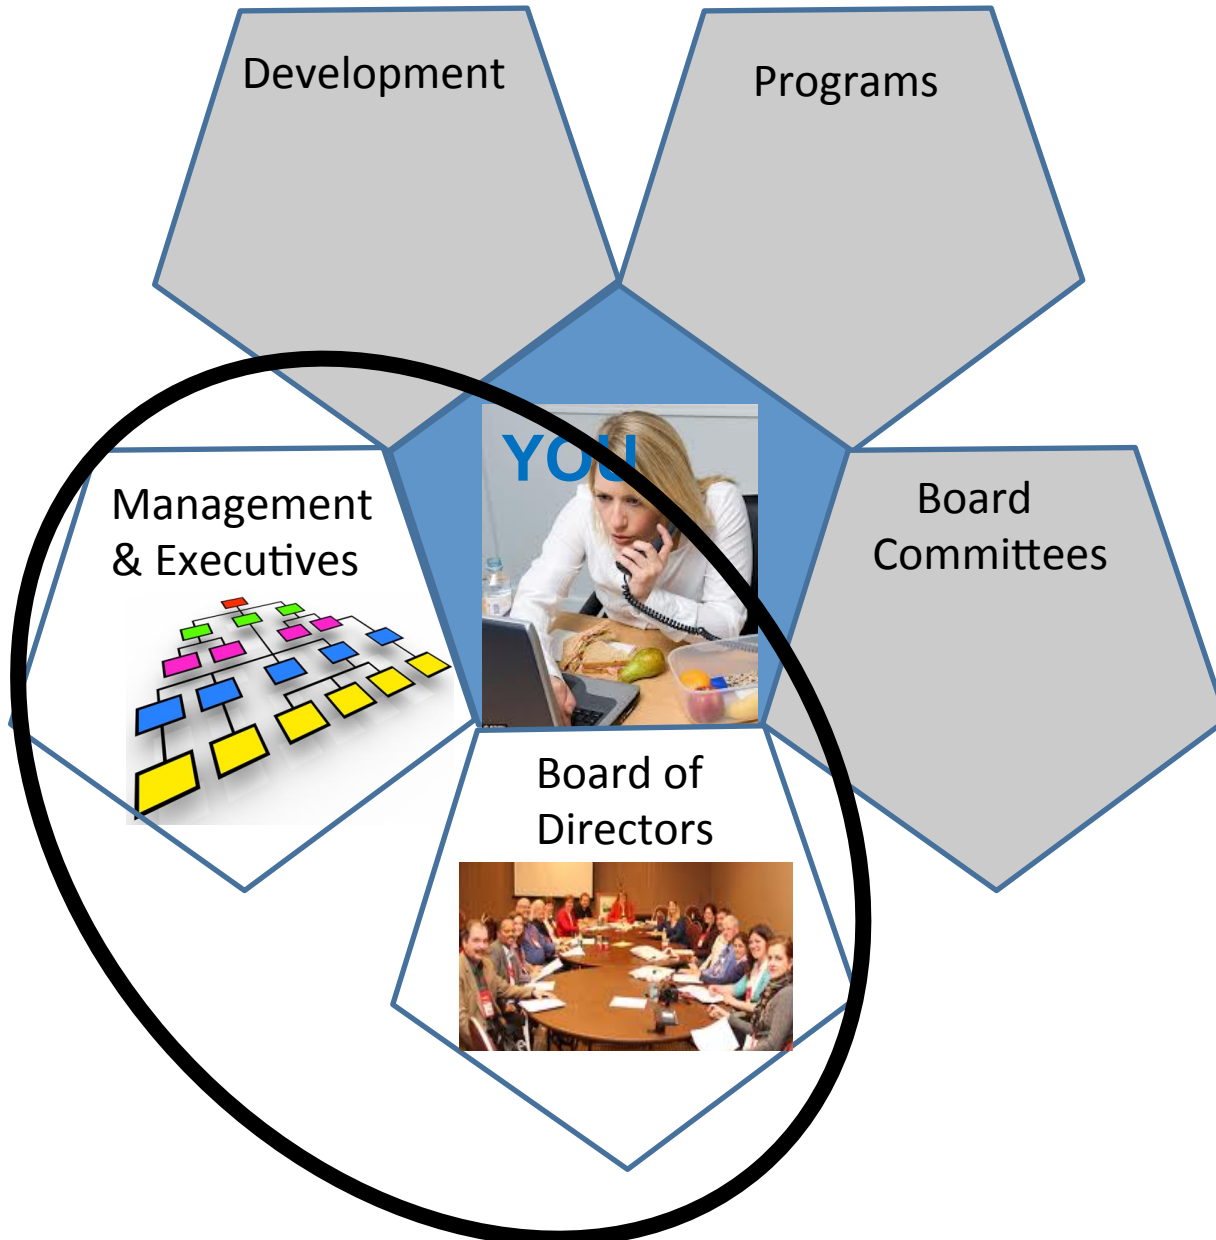 Development
Programs
YOU
Management
& Executives
Board
Committees
Board of
Directors